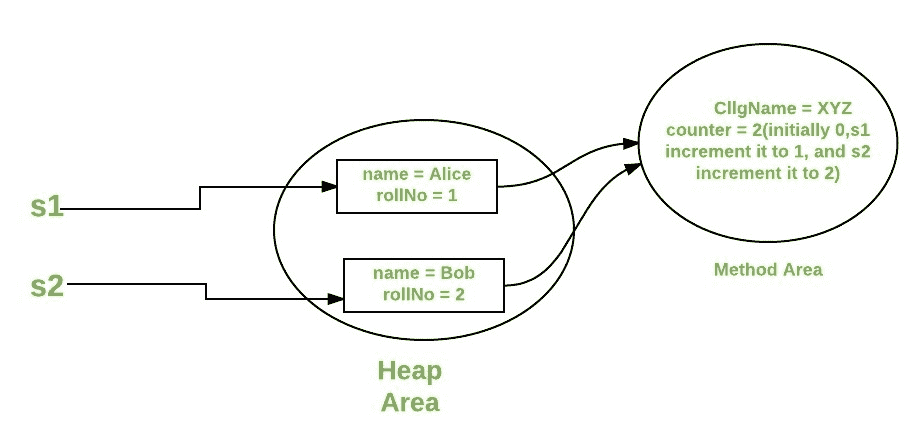 s1
s2
name = Alice
rollNo = 1
name = Bob
rollNo = 2
Heap
Area
CllgName = XYZ
counter = 2(initially 0,s1
increment it to 1, and s2
increment it to 2)
Method Area